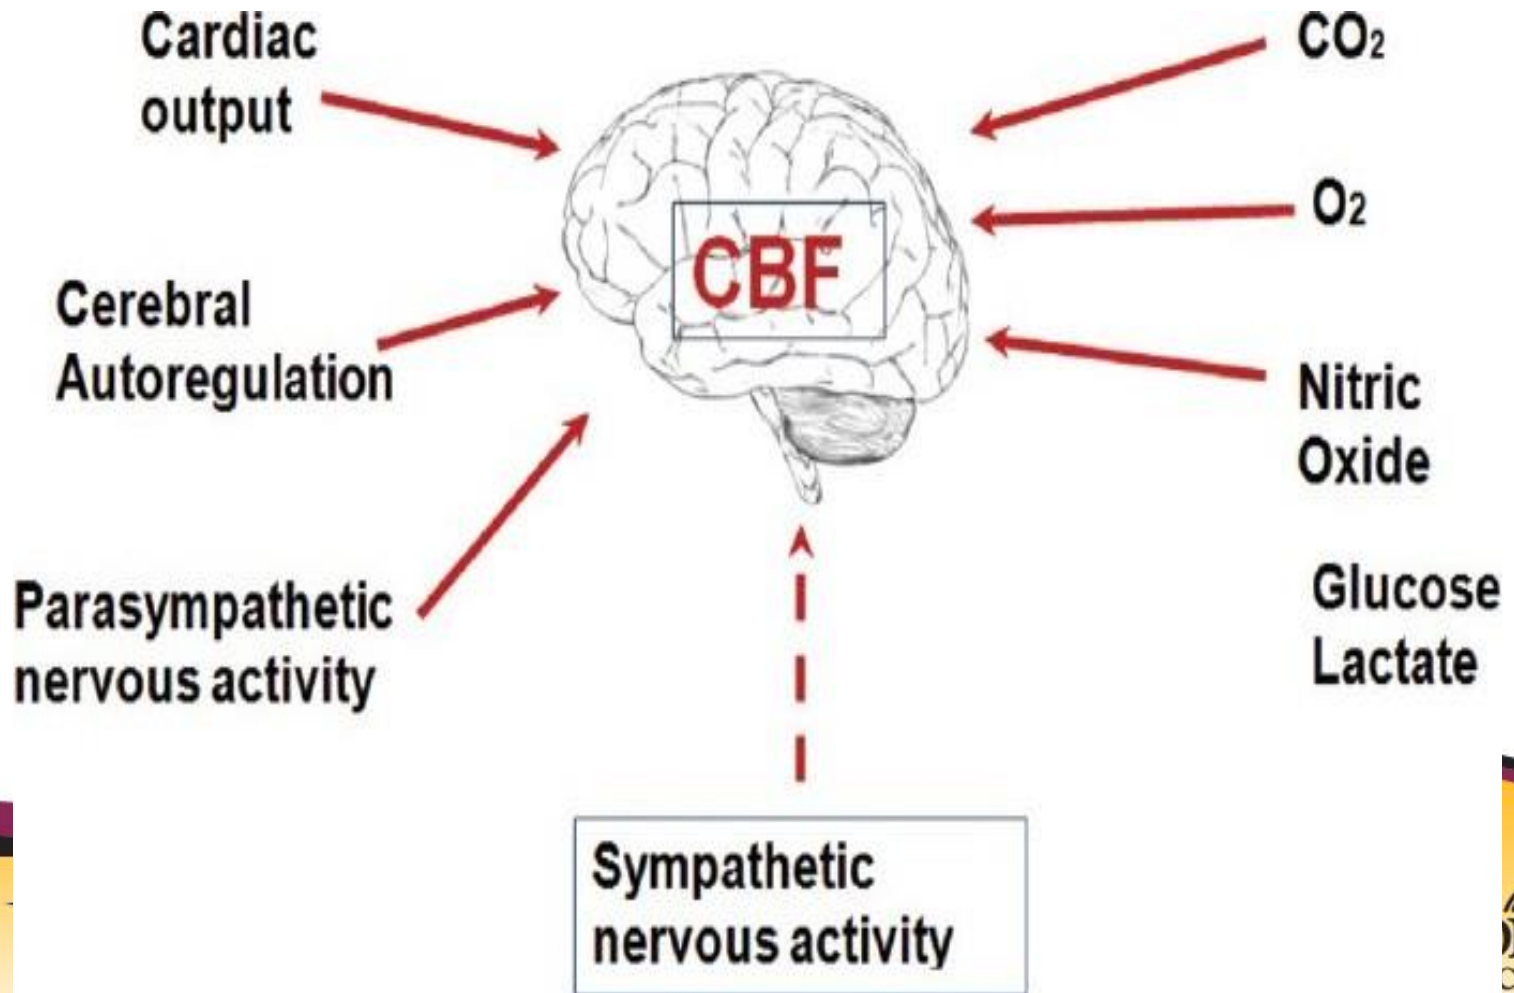 Cardiac
output
Cerebral
Autoregulation
Parasympathetic
nervous activity
CBF
CO₂
O₂
Nitric
Oxide
Glucose
Lactate
Sympathetic
nervous activity